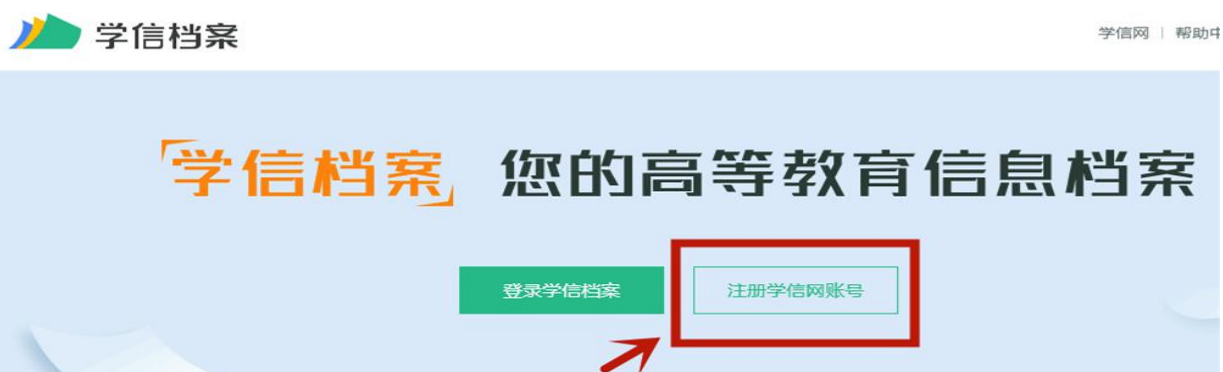 学信档案
学信网 | 帮助中
「学信档案」 您的高等教育信息档案
登录学信档案
注册学信网账号